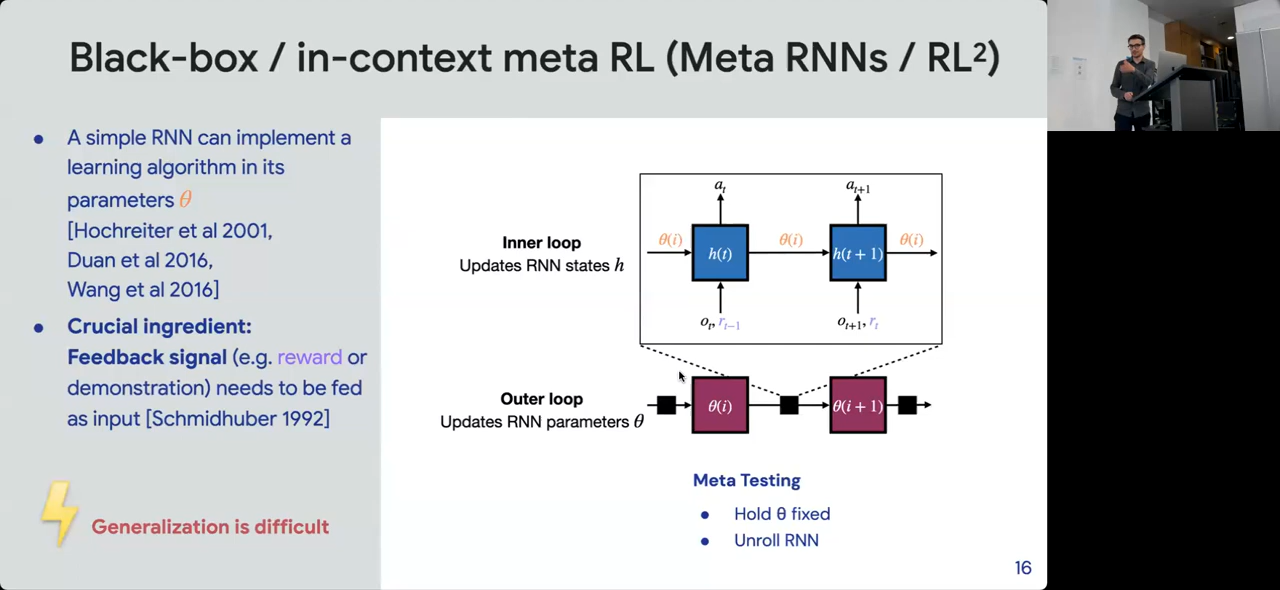 Black-box / in-context meta RL (Meta RNNs / RL²)
● A simple RNN can implement a
learning algorithm in its
parameters θ
[Hochreiter et al 2001,
Duan et al 2016,
Wang et al 2016]
● Crucial ingredient:
Feedback signal (e.g. reward or
demonstration) needs to be fed
as input [Schmidhuber 1992]
Generalization is difficult
a_t a_{t+1}
Inner loop
Updates RNN states h
θ(i) h(t) θ(i) h(t + 1) θ(i)
o_t, r_{t−1} o_{t+1}, r_t
Outer loop
Updates RNN parameters θ
θ(i) θ(i + 1)
Meta Testing
● Hold θ fixed
● Unroll RNN
16